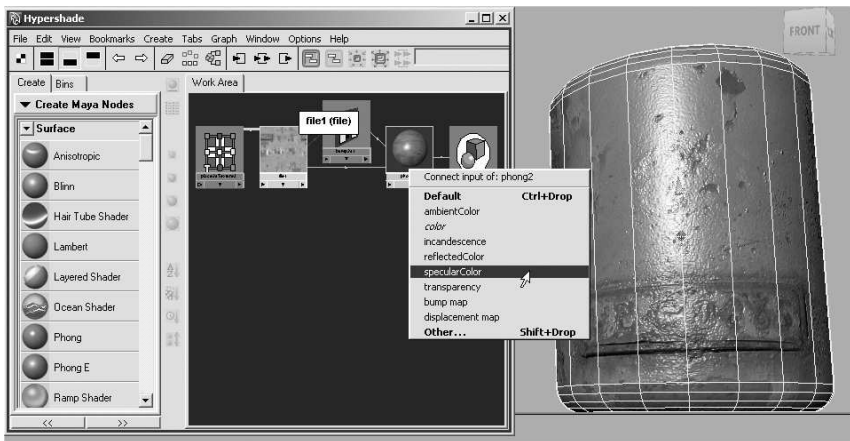 Hypershade
File Edit View Bookmarks Create Tabs Graph Window Options Help
Create Bins
Work Area
Create Maya Nodes
Surface
Anisotropic
Blinn
Hair Tube Shader
Lambert
Layered Shader
Ocean Shader
Phong
Phong E
Ramp Shader
<< >>
file1 (file)
Connect input of: phong2
Default Ctrl+Drop
ambientColor
color
incandescence
reflectedColor
specularColor
transparency
bump map
displacement map
Other... Shift+Drop
FRONT